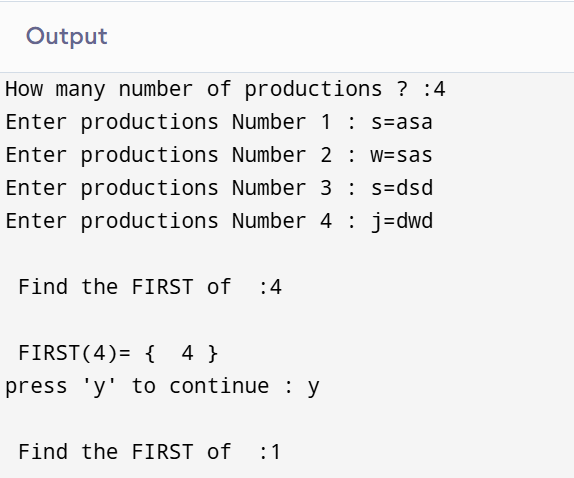 Output
How many number of productions ? :4
Enter productions Number 1 : s=asa
Enter productions Number 2 : w=sas
Enter productions Number 3 : s=dsd
Enter productions Number 4 : j=dwd
Find the FIRST of  :4
FIRST(4)= {  4 }
press 'y' to continue : y
Find the FIRST of  :1